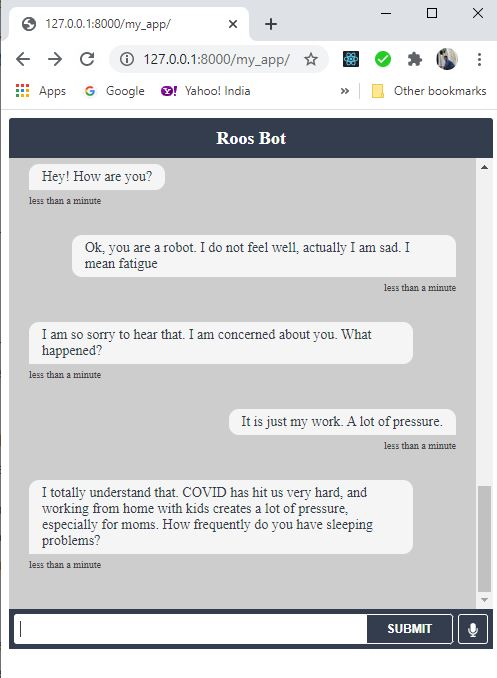 127.0.0.1:8000/my_app/
127.0.0.1:8000/my_app/
Apps
Google
Yahoo! India
Other bookmarks
Roos Bot
Hey! How are you?
less than a minute
Ok, you are a robot. I do not feel well, actually I am sad. I
mean fatigue
less than a minute
I am so sorry to hear that. I am concerned about you. What
happened?
less than a minute
It is just my work. A lot of pressure.
less than a minute
I totally understand that. COVID has hit us very hard, and
working from home with kids creates a lot of pressure,
especially for moms. How frequently do you have sleeping
problems?
less than a minute
SUBMIT